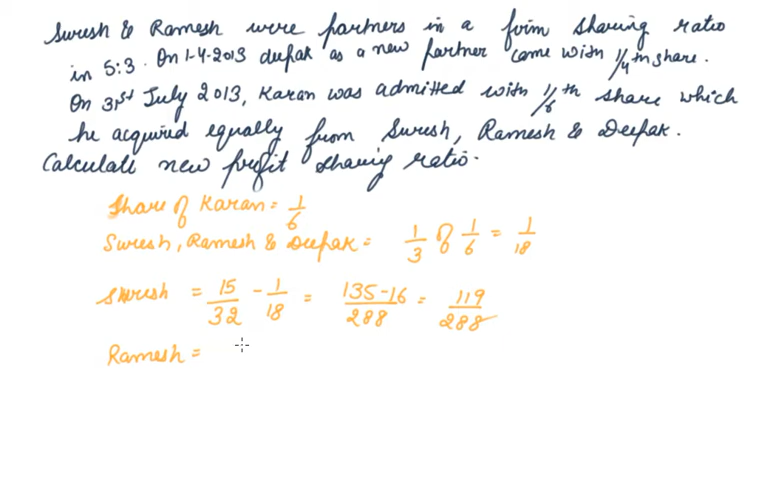 Suresh & Ramesh were partners in a firm sharing ratio
in 5:3. On 1-4-2013 deepak as a new partner came with 1/4th share.
On 31st July 2013, Karan was admitted with 1/6th share which
he acquired equally from Suresh, Ramesh & Deepak.
Calculate new profit sharing ratio.
Share of Karan = 1/6
Suresh, Ramesh & Deepak = 1/3 of 1/6 = 1/18
Suresh = 15/32 - 1/18 = 135-16/288 = 119/288
Ramesh =